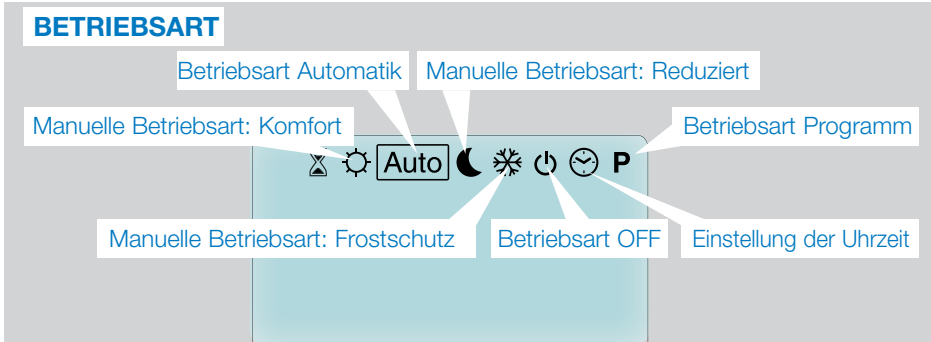 BETRIEBSART
Betriebsart Automatik
Manuelle Betriebsart: Reduziert
Manuelle Betriebsart: Komfort
Betriebsart Programm
Auto
P
Manuelle Betriebsart: Frostschutz
Betriebsart OFF
Einstellung der Uhrzeit